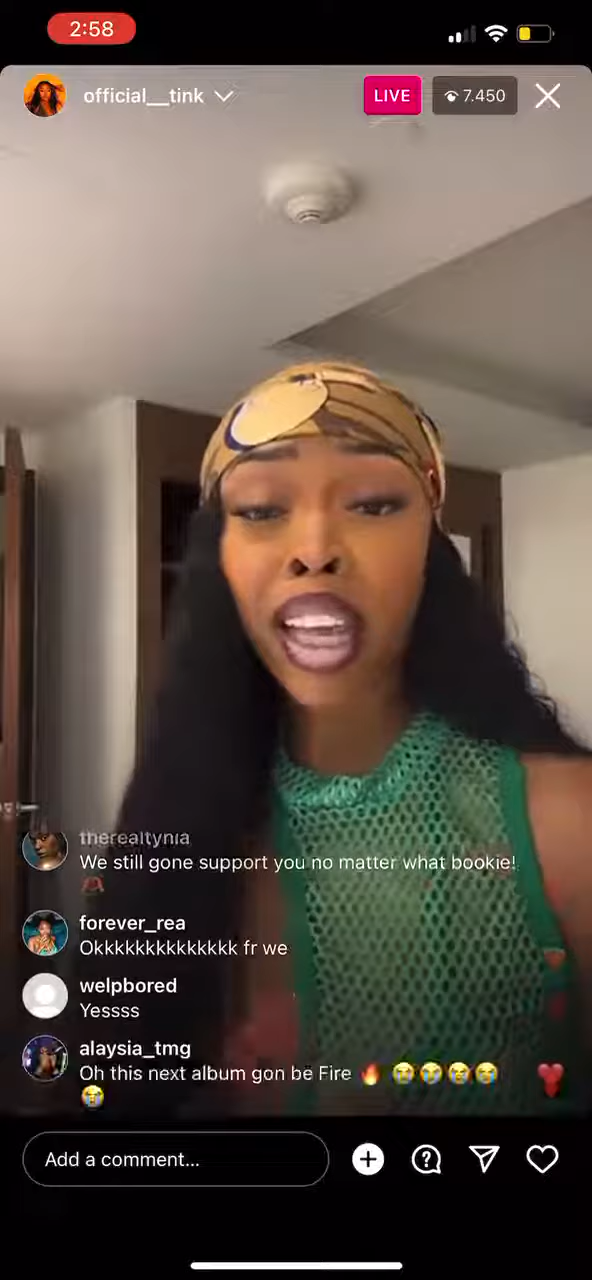 2:58
official__tink
LIVE
7.450
therealtynia
We still gone support you no matter what bookie!
🫶🏾
forever_rea
Okkkkkkkkkkkkkk fr we
welpbored
Yessss
alaysia_tmg
Oh this next album gon be Fire 🔥 😭😭😭😭
😭
Add a comment...